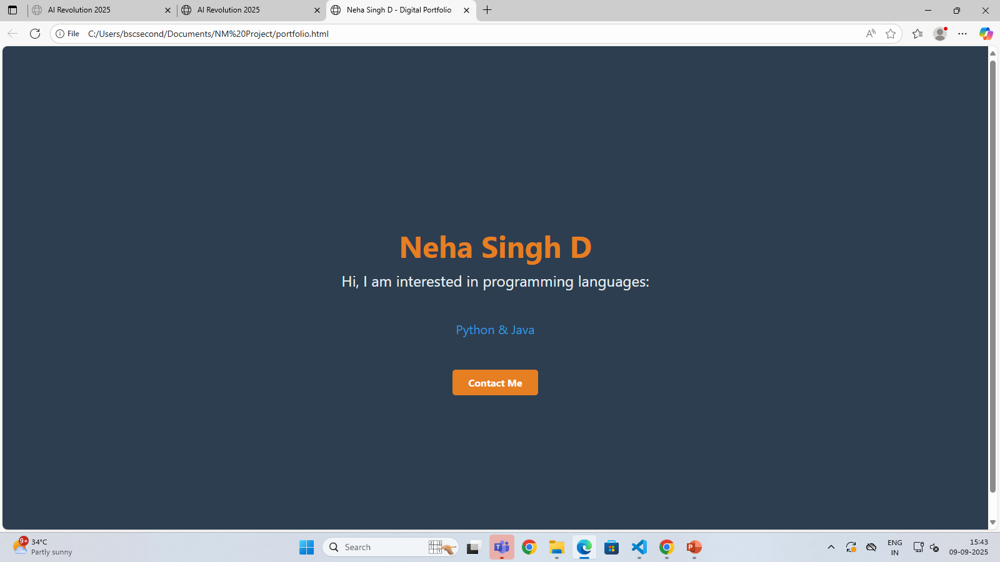 AI Revolution 2025
AI Revolution 2025
Neha Singh D - Digital Portfolio
File
C:/Users/bscsecond/Documents/NM%20Project/portfolio.html
Neha Singh D
Hi, I am interested in programming languages:
Python & Java
Contact Me
9+
34°C
Partly sunny
Search
ENG
IN
15:43
09-09-2025